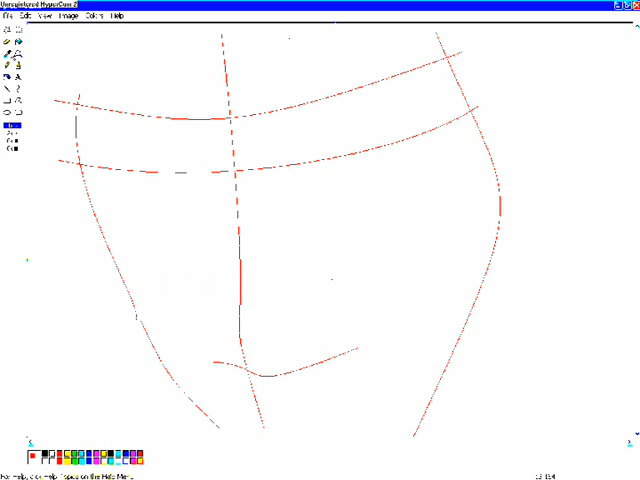 Unregistered HyperCam 2
File Edit View Image Colors Help
A
For Help, click Help Topics on the Help Menu.